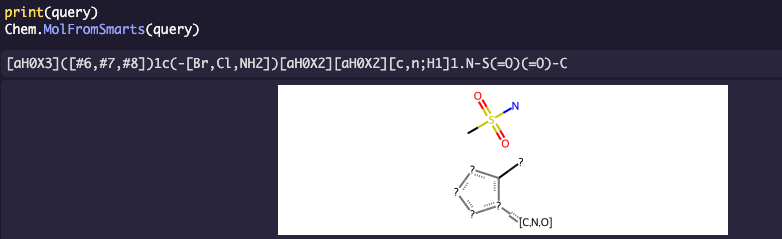 print(query)
Chem.MolFromSmarts(query)
[aH0X3]([#6,#7,#8])1c(-[Br,Cl,NH2])[aH0X2][aH0X2][c,n;H1]1.N-S(=O)(=O)-C
O
N
S
O
?
?
?
?
?
[C,N,O]